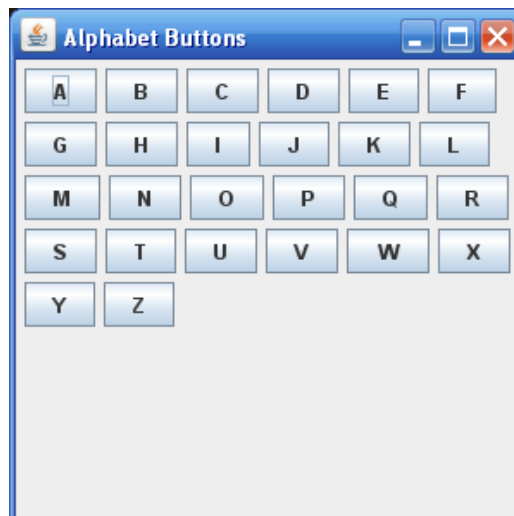 Alphabet Buttons
A B C D E F
G H I J K L
M N O P Q R
S T U V W X
Y Z